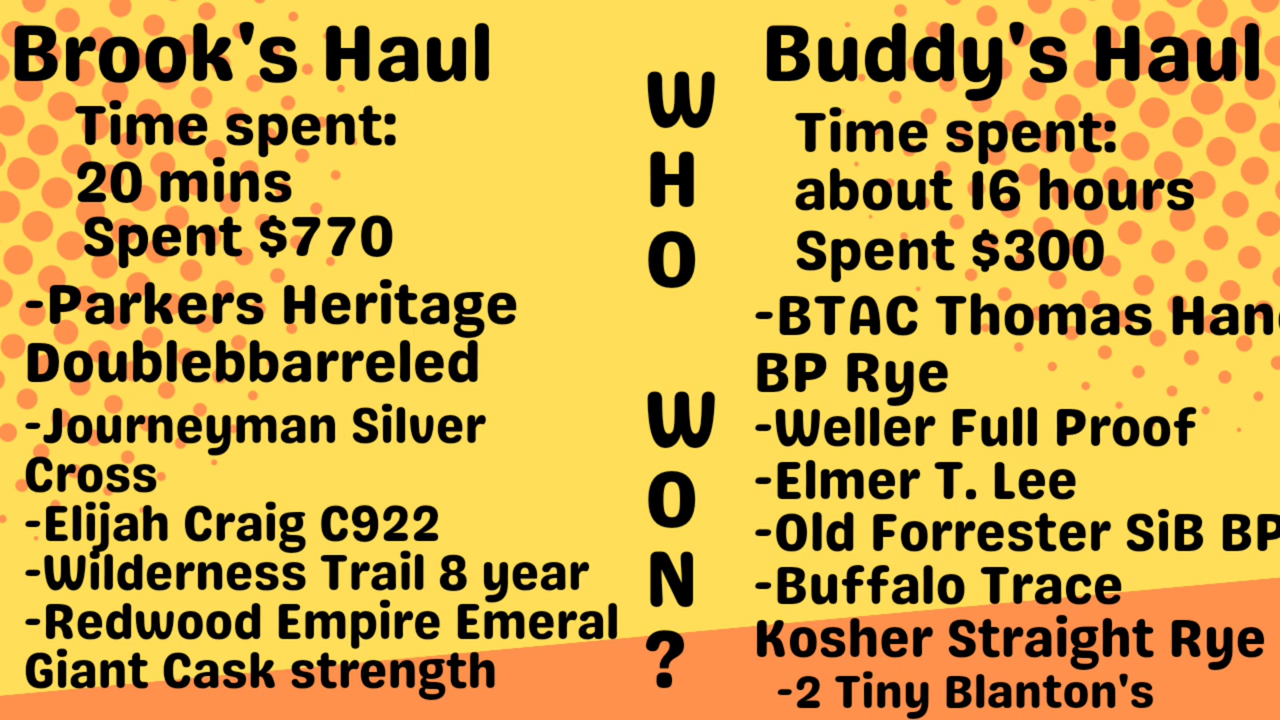 Brook's Haul
Time spent:
20 mins
Spent $770
-Parkers Heritage
Doublebbarreled
-Journeyman Silver
Cross
-Elijah Craig C922
-Wilderness Trail 8 year
-Redwood Empire Emeral
Giant Cask strength
W
H
O
W
O
N
?
Buddy's Haul
Time spent:
about 16 hours
Spent $300
-BTAC Thomas
BP Rye
-Weller Full Proof
-Elmer T. Lee
-Old Forrester SiB BP
-Buffalo Trace
Kosher Straight Rye
-2 Tiny Blanton's